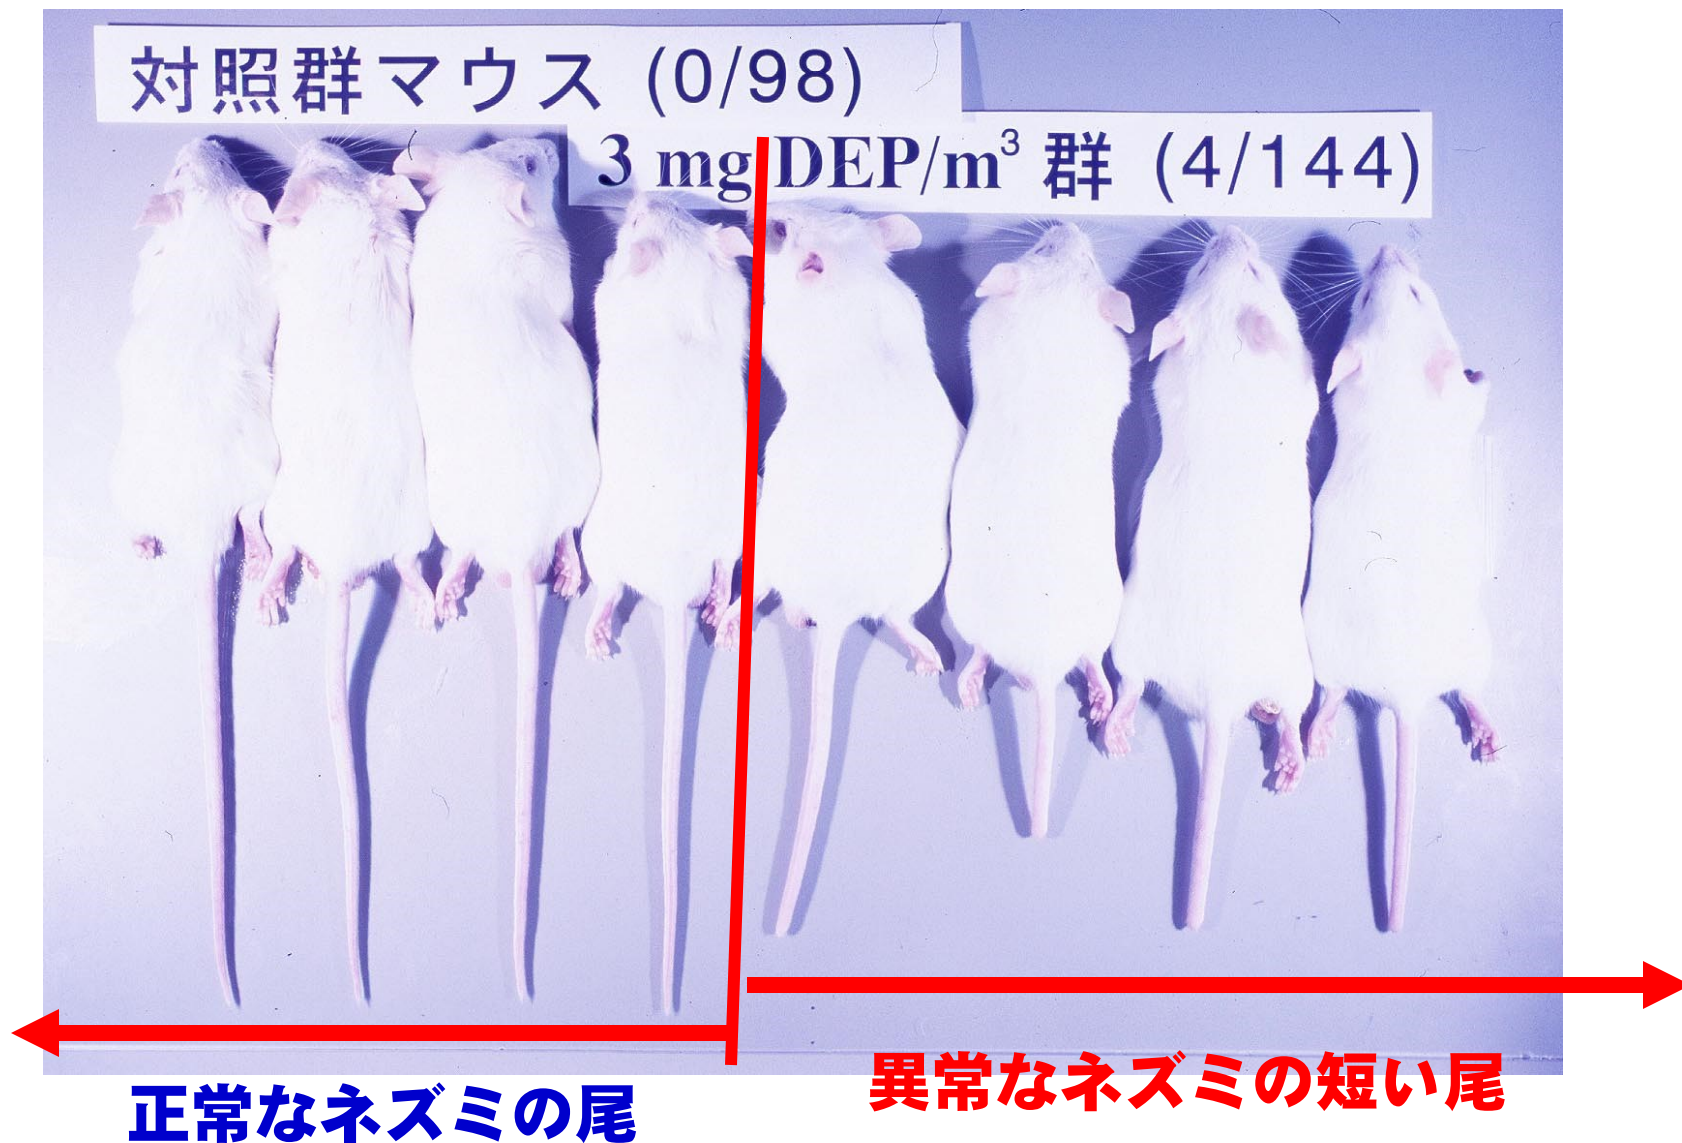 対照群マウス (0/98)
3 mg DEP/m³ 群 (4/144)
正常なネズミの尾
異常なネズミの短い尾